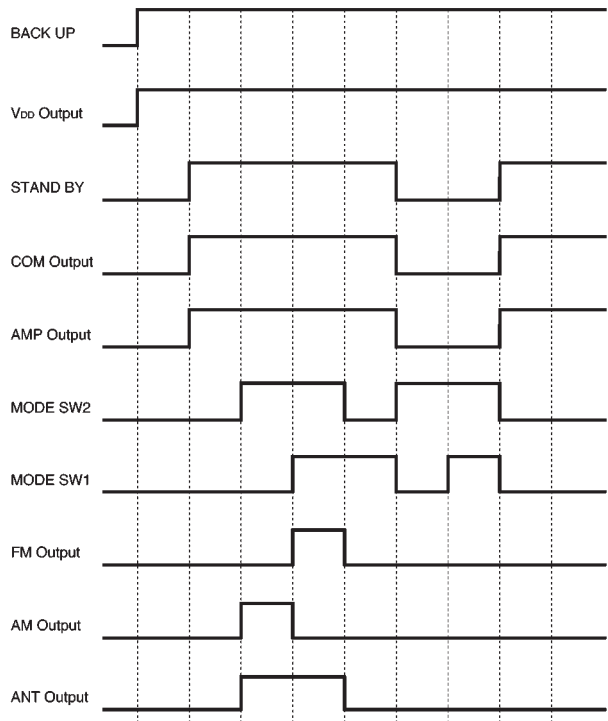 BACK UP
VDD Output
STAND BY
COM Output
AMP Output
MODE SW2
MODE SW1
FM Output
AM Output
ANT Output